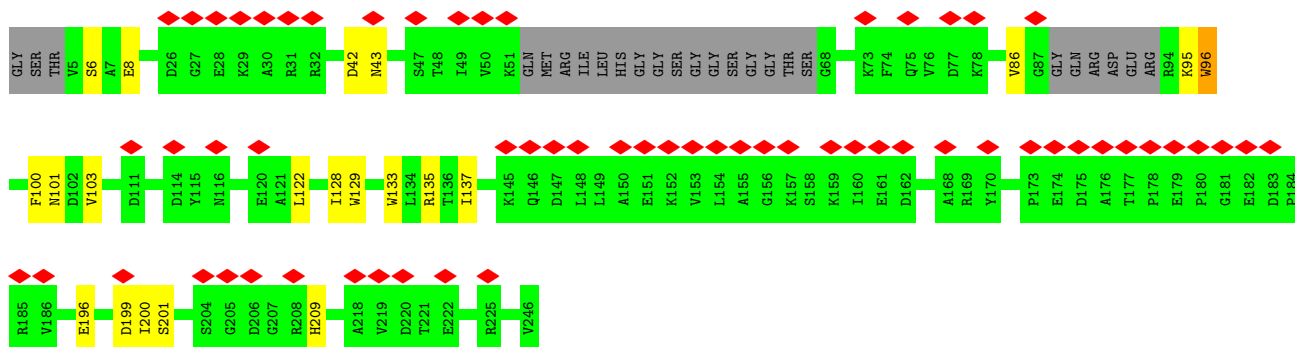 GLY SER THR V5 S6 A7 E8 D26 G27 E28 K29 A30 R31 R32 D42 N43 S47 T48 I49 V50 K51 GLN MET ARG ILE LEU HIS GLY GLY SER GLY GLY SER GLY GLY THR SER G68 K73 F74 Q75 V76 D77 K78 V86 G87 GLY GLN ARG ASP GLU ARG R94 K95 W96
F100 N101 D102 V103 D111 D114 Y115 N116 E120 A121 L122 I128 W129 W133 L134 R135 T136 I137 K145 Q146 D147 L148 L149 A150 E151 K152 V153 L154 A155 G156 K157 S158 K159 I160 E161 D162 A168 R169 Y170 P173 E174 D175 A176 T177 P178 E179 P180 G181 E182 D183 P184
R185 V186 E196 D199 I200 S201 S204 G205 D206 G207 R208 H209 A218 V219 D220 T221 E222 R225 V246